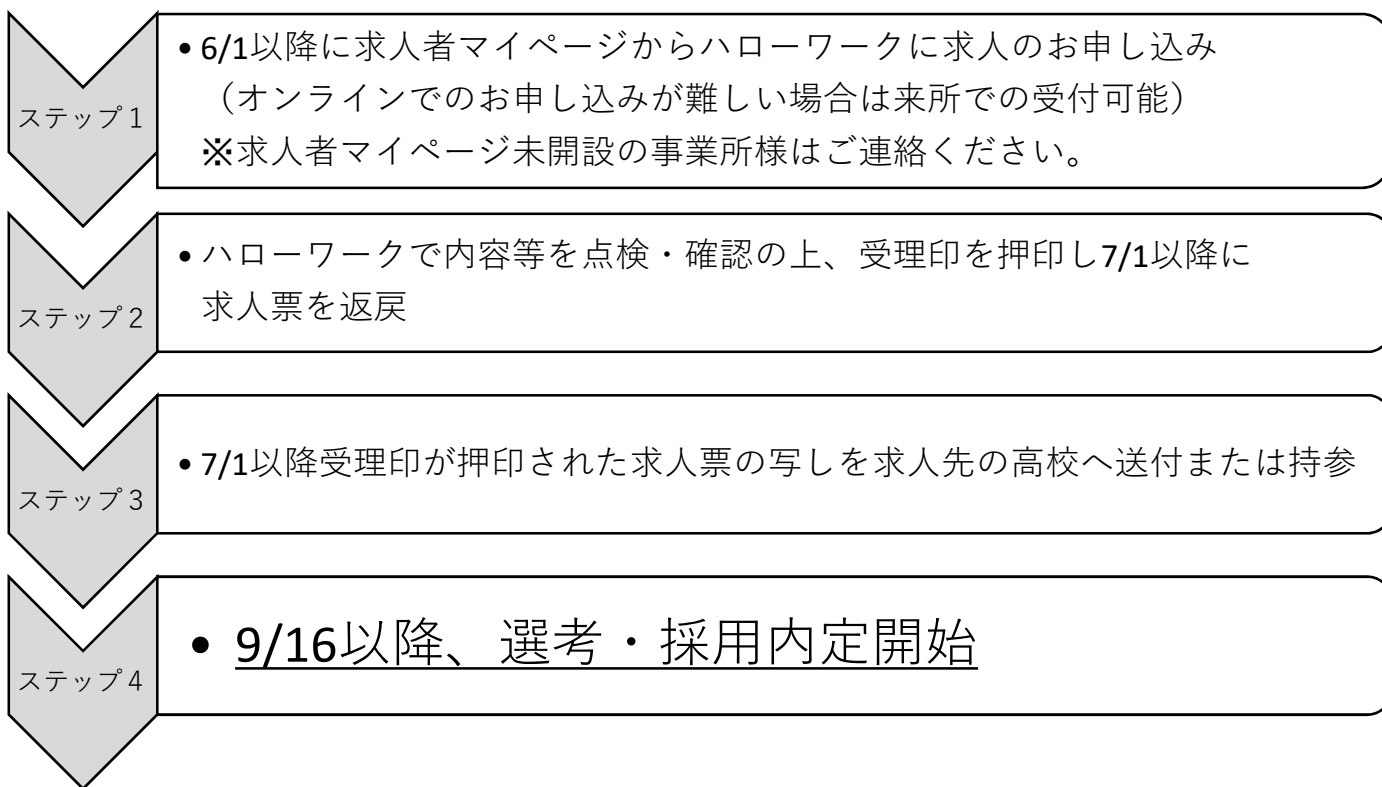 ステップ１
• 6/1以降に求人者マイページからハローワークに求人のお申し込み
（オンラインでのお申し込みが難しい場合は来所での受付可能）
※求人者マイページ未開設の事業所様はご連絡ください。
ステップ２
• ハローワークで内容等を点検・確認の上、受理印を押印し7/1以降に
求人票を返戻
ステップ３
• 7/1以降受理印が押印された求人票の写しを求人先の高校へ送付または持参
ステップ４
• 9/16以降、選考・採用内定開始